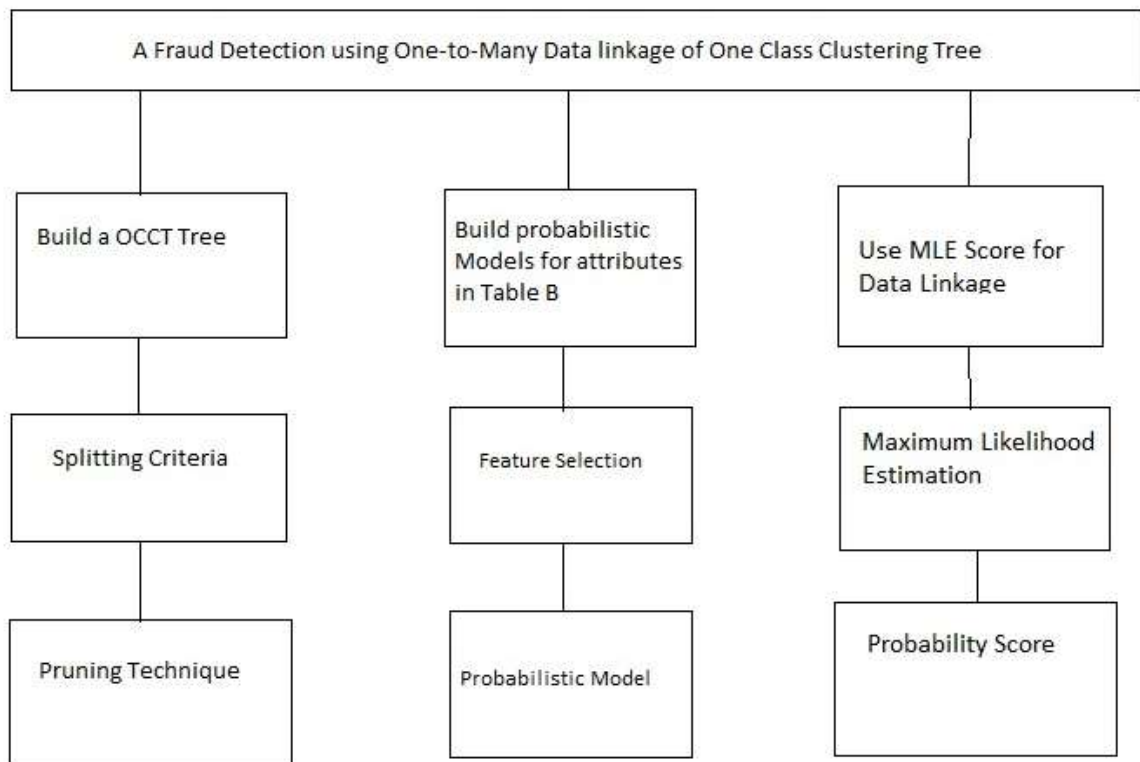 A Fraud Detection using One-to-Many Data linkage of One Class Clustering Tree
Build a OCCT Tree
Build probabilistic
Models for attributes
in Table B
Use MLE Score for
Data Linkage
Splitting Criteria
Feature Selection
Maximum Likelihood
Estimation
Pruning Technique
Probabilistic Model
Probability Score